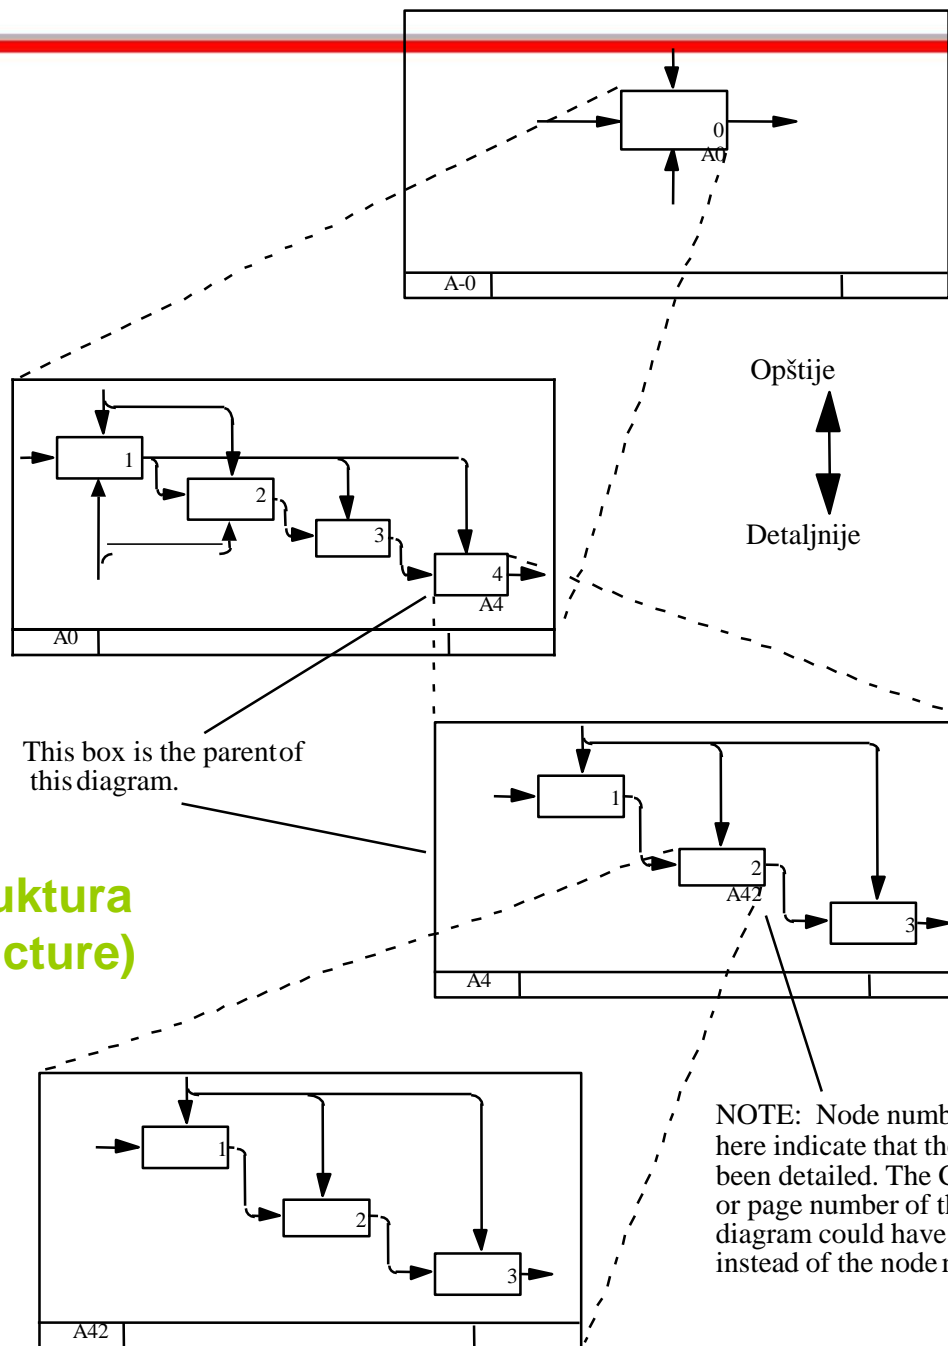 0
A0
A-0
Opštije
Detaljnije
1
2
3
4
A4
A0
This box is the parent of
this diagram.
1
2
A42
3
A4
uktura
cture)
1
2
3
A42
NOTE: Node numb
here indicate that the
been detailed. The C
or page number of th
diagram could have
instead of the node n